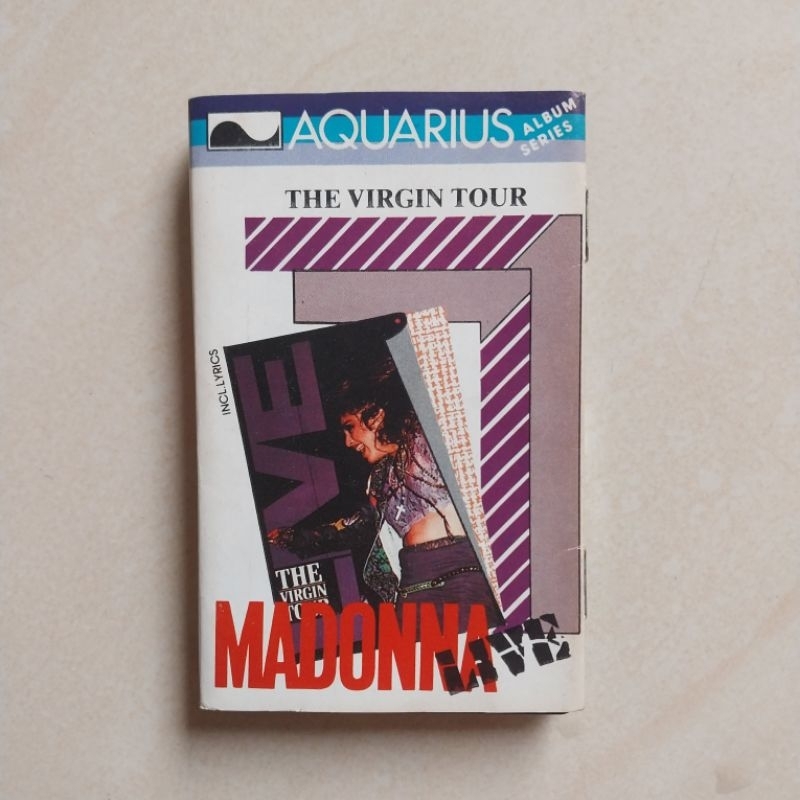 AQUARIUS
ALBUM
SERIES
THE VIRGIN TOUR
INCL.LYRICS
LIVE
THE
VIRGIN
TOUR
MADONNA
LIVE